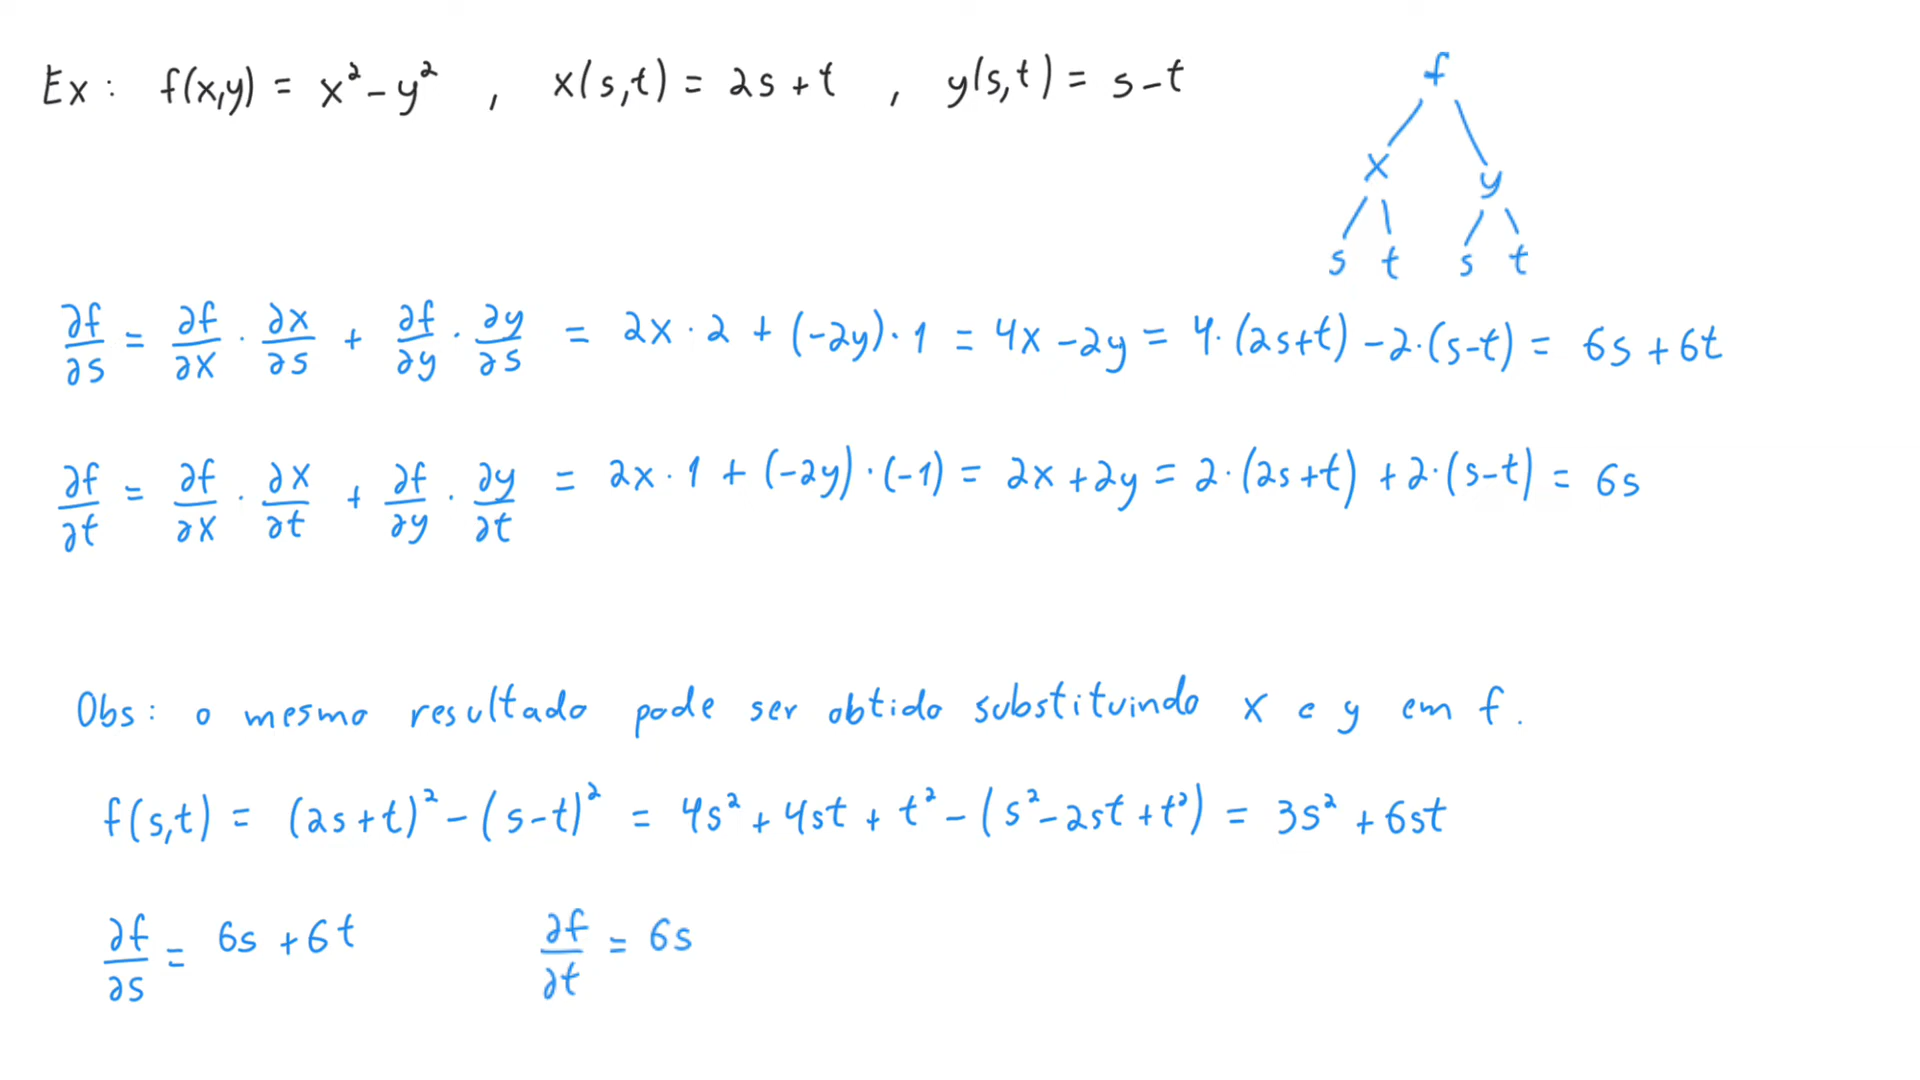 Ex: f(x,y) = x² - y² , x(s,t) = 2s + t , y(s,t) = s - t
f
x y
s t s t
∂f/∂s = ∂f/∂x · ∂x/∂s + ∂f/∂y · ∂y/∂s = 2x · 2 + (-2y) · 1 = 4x - 2y = 4 · (2s+t) - 2 · (s-t) = 6s + 6t
∂f/∂t = ∂f/∂x · ∂x/∂t + ∂f/∂y · ∂y/∂t = 2x · 1 + (-2y) · (-1) = 2x + 2y = 2 · (2s+t) + 2 · (s-t) = 6s
Obs: o mesmo resultado pode ser obtido substituindo x e y em f.
f(s,t) = (2s+t)² - (s-t)² = 4s² + 4st + t² - (s² - 2st + t²) = 3s² + 6st
∂f/∂s = 6s + 6t ∂f/∂t = 6s